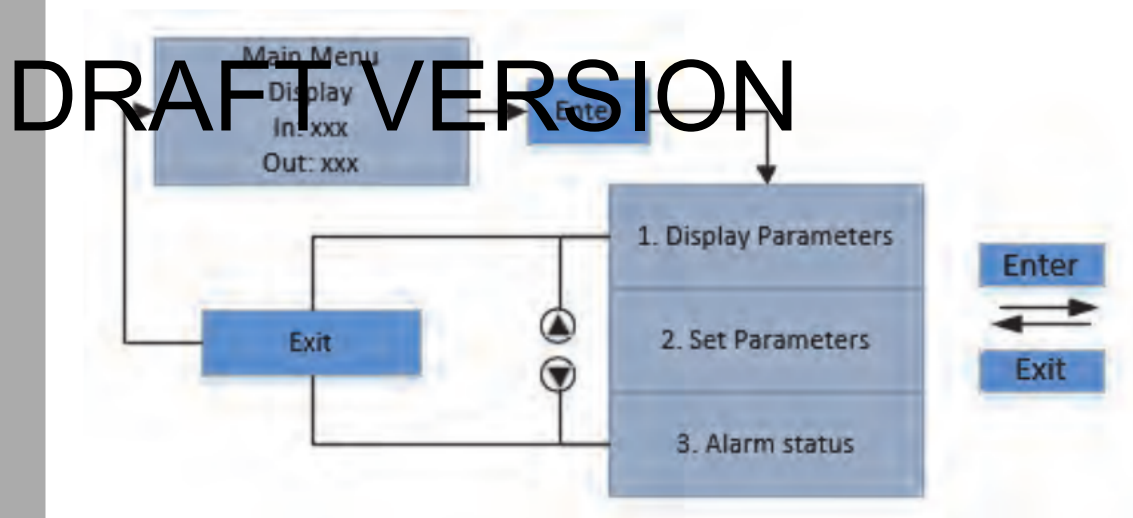 Main Menu
DRAFT VERSION
Display
Enter
In: xxx
Out: xxx
1. Display Parameters
Enter
2. Set Parameters
Exit
Exit
3. Alarm status